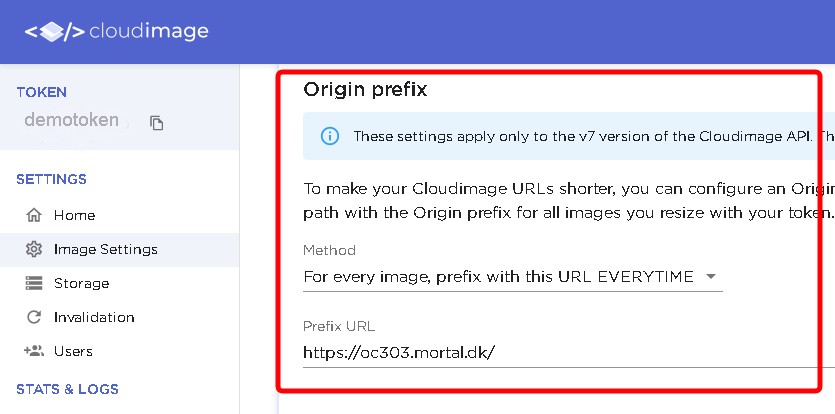 cloudimage
TOKEN
demotoken
SETTINGS
Home
Image Settings
Storage
Invalidation
Users
STATS & LOGS
Origin prefix
These settings apply only to the v7 version of the Cloudimage API. Th
To make your Cloudimage URLs shorter, you can configure an Origin
path with the Origin prefix for all images you resize with your token.
Method
For every image, prefix with this URL EVERYTIME
Prefix URL
https://oc303.mortal.dk/